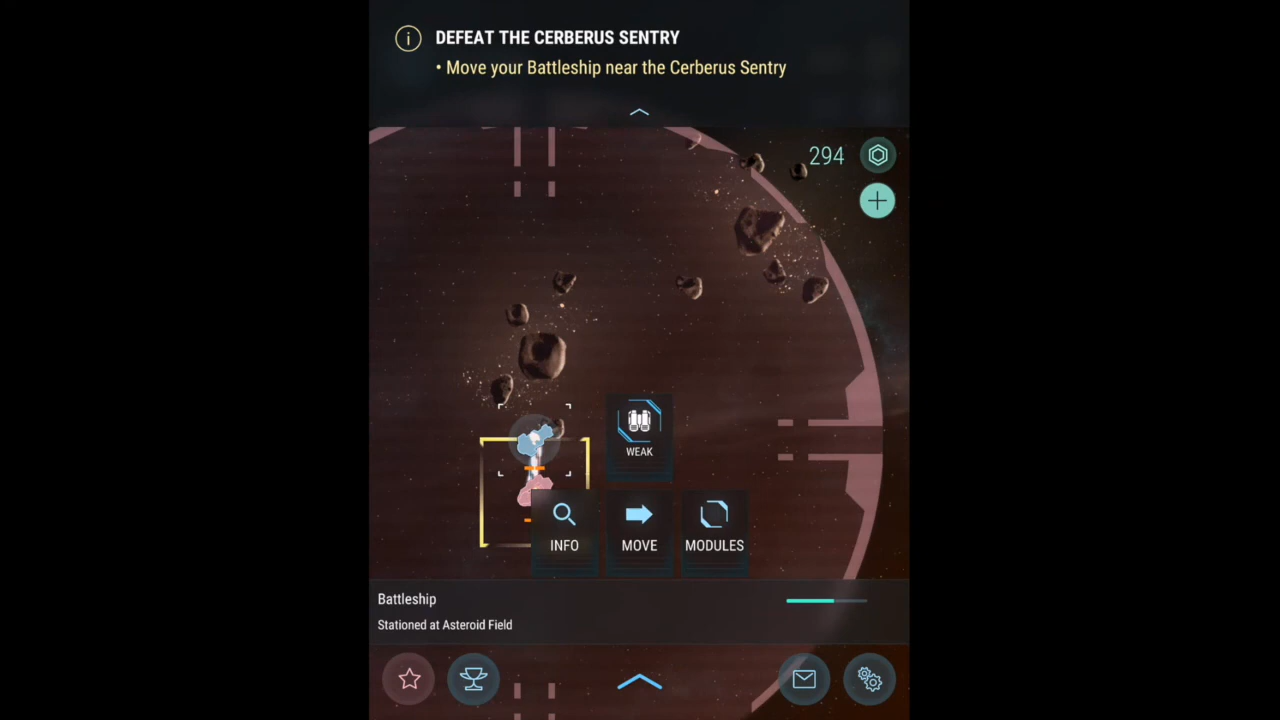 DEFEAT THE CERBERUS SENTRY
• Move your Battleship near the Cerberus Sentry
294
WEAK
INFO
MOVE
MODULES
Battleship
Stationed at Asteroid Field